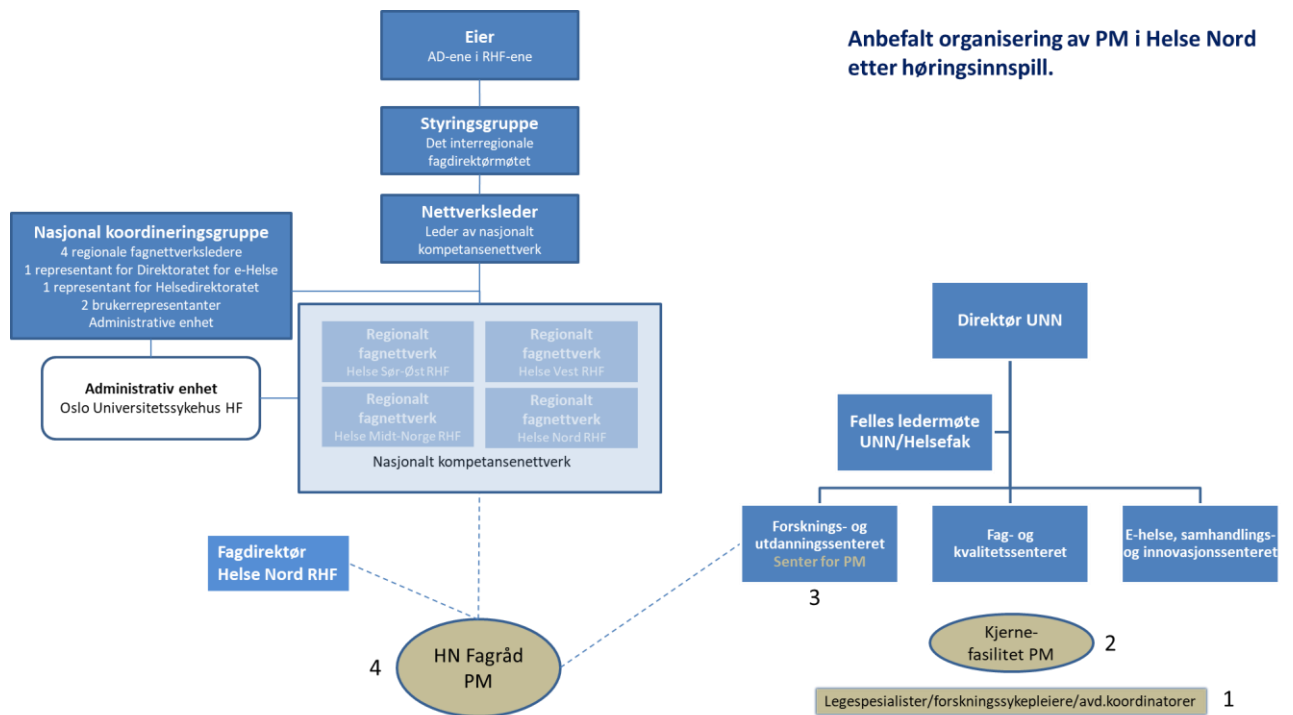 Anbefalt organisering av PM i Helse Nord
etter høringsinnspill.
Eier
AD-ene i RHF-ene
Styringsgruppe
Det interregionale
fagdirektørmøtet
Nettverksleder
Leder av nasjonalt
kompetansenettverk
Nasjonal koordineringsgruppe
4 regionale fagnettverksledere
1 representant for Direktoratet for e-Helse
1 representant for Helsedirektoratet
2 brukerrepresentanter
Administrative enhet
Administrativ enhet
Oslo Universitetssykehus HF
Regionalt
fagnettverk
Helse Sør-Øst RHF
Regionalt
fagnettverk
Helse Vest RHF
Regionalt
fagnettverk
Helse Midt-Norge RHF
Regionalt
fagnettverk
Helse Nord RHF
Nasjonalt kompetansenettverk
Fagdirektør
Helse Nord RHF
4
HN Fagråd
PM
Direktør UNN
Felles ledermøte
UNN/Helsefak
Forsknings- og
utdanningssenteret
Senter for PM
3
Fag- og
kvalitetssenteret
E-helse, samhandlings-
og innovasjonssenteret
Kjerne-
fasilitet PM
2
Legespesialister/forskningssykepleiere/avd.koordinatorer
1